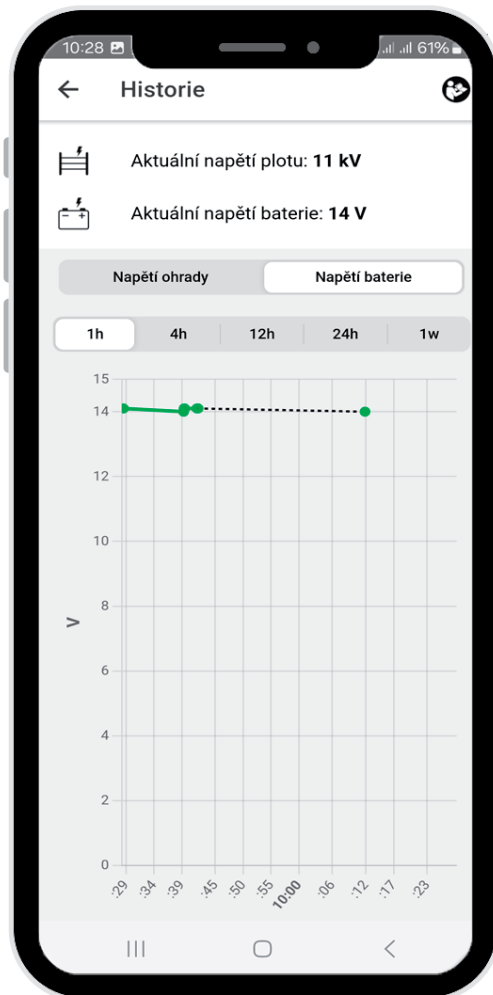 10:28 61%
Historie
Aktuální napětí plotu: 11 kV
- +
Aktuální napětí baterie: 14 V
Napětí ohrady Napětí baterie
1h 4h 12h 24h 1w
15
14
12
10
8
6
4
2
0
V
:29 :34 :39 :45 :50 :55 10:00 :06 :12 :17 :23